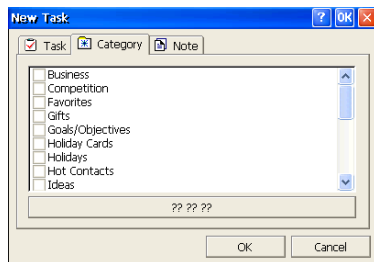 New Task ? OK
Task Category Note
Business
Competition
Favorites
Gifts
Goals/Objectives
Holiday Cards
Holidays
Hot Contacts
Ideas
?? ?? ??
OK Cancel